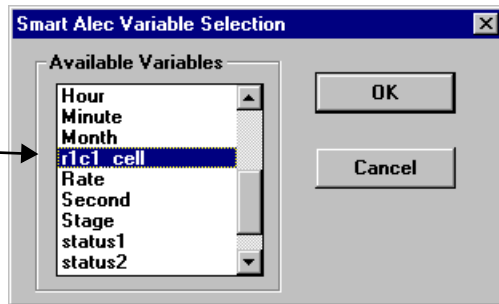 Smart Alec Variable Selection
Available Variables
Hour
Minute
Month
r1c1_cell
Rate
Second
Stage
status1
status2
OK
Cancel